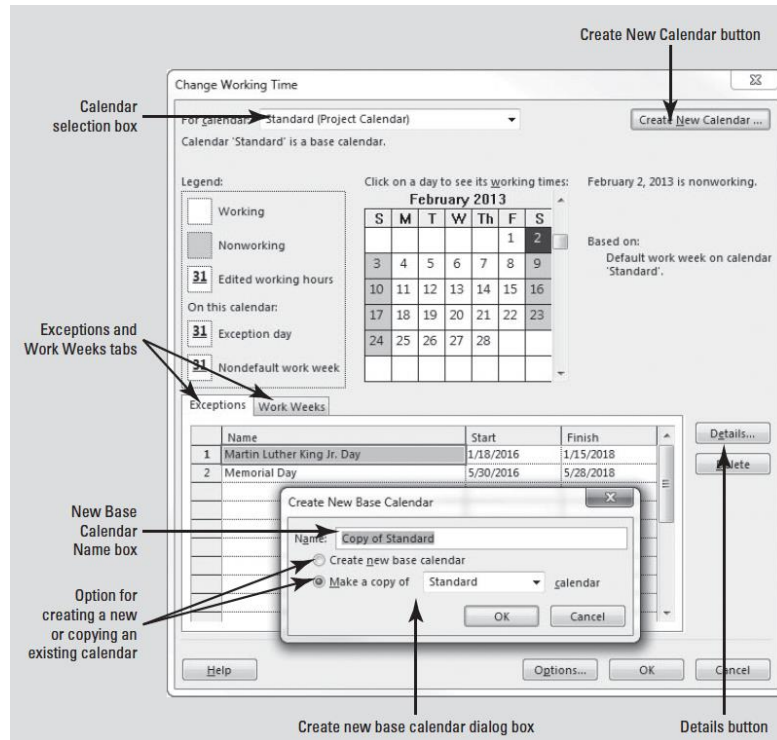 Create New Calendar button
Change Working Time
Calendar
selection box
For calendar: Standard (Project Calendar)
Create New Calendar ...
Calendar 'Standard' is a base calendar.
Legend:
Working
Nonworking
31 Edited working hours
On this calendar:
31 Exception day
31 Nondefault work week
Click on a day to see its working times:
February 2013
S M T W Th F S
1 2
3 4 5 6 7 8 9
10 11 12 13 14 15 16
17 18 19 20 21 22 23
24 25 26 27 28
February 2, 2013 is nonworking.
Based on:
Default work week on calendar
'Standard'.
Exceptions and
Work Weeks tabs
Exceptions Work Weeks
Name Start Finish
1 Martin Luther King Jr. Day 1/18/2016 1/15/2018
2 Memorial Day 5/30/2016 5/28/2018
Details...
Delete
New Base
Calendar
Name box
Create New Base Calendar
Name: Copy of Standard
Create new base calendar
Make a copy of Standard calendar
OK Cancel
Option for
creating a new
or copying an
existing calendar
Help Options... OK Cancel
Create new base calendar dialog box
Details button